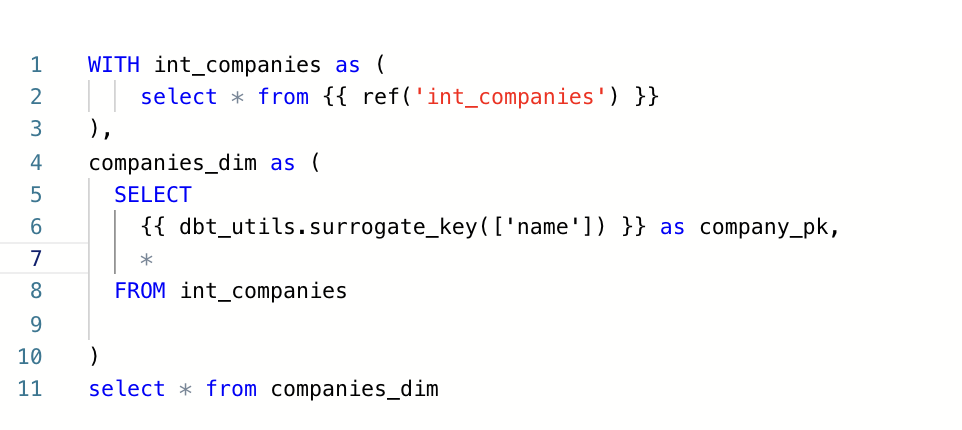 1 WITH int_companies as (
2 select * from {{ ref('int_companies') }}
3 ),
4 companies_dim as (
5 SELECT
6 {{ dbt_utils.surrogate_key(['name']) }} as company_pk,
7 *
8 FROM int_companies
9
10 )
11 select * from companies_dim